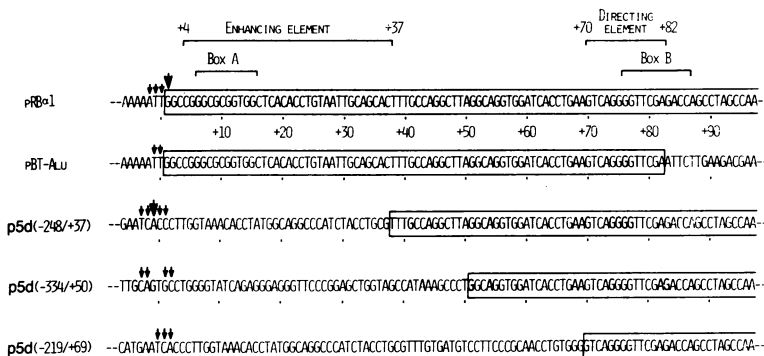 +4 ENHANCING ELEMENT +37 +70 DIRECTING ELEMENT +82
BOX A BOX B
pRBα1 --AAAAATTGGCCGGGCGCGGTGGCTCACACCTGTAATTGCAGCACTTTGCCAGGCTTAGGCAGGTGGATCACCTGAAGTCAGGGGTTCGAGACCAGCCTAGCCAA--
+10 +20 +30 +40 +50 +60 +70 +80 +90
pBT-ALU --AAAAATTGGCCGGGCGCGGTGGCTCACACCTGTAATTGCAGCACTTTGCCAGGCTTAGGCAGGTGGATCACCTGAAGTCAGGGGTTCGAATTCTTGAAGACGAA--
p5d(-248/+37) --GAATCACCCTTGGTAAACACCTATGGCAGGCCCATCTACCTGCGTTTGCCAGGCTTAGGCAGGTGGATCACCTGAAGTCAGGGGTTCGAGACCAGCCTAGCCAA--
p5d(-334/+50) --TTGCAGTGCCTGGGGTATCAGAGGGAGGGTTCCCGGAGCTGGTAGCCATAAAGCCCTGGCAGGTGGATCACCTGAAGTCAGGGGTTCGAGACCAGCCTAGCCAA--
p5d(-219/+69) --CATGAATCACCCTTGGTAAACACCTATGGCAGGCCCATCTACCTGCGTTTGTGATGTCCTTCCCGCAACCTGTGGGGTCAGGGGTTCGAGACCAGCCTAGCCAA--